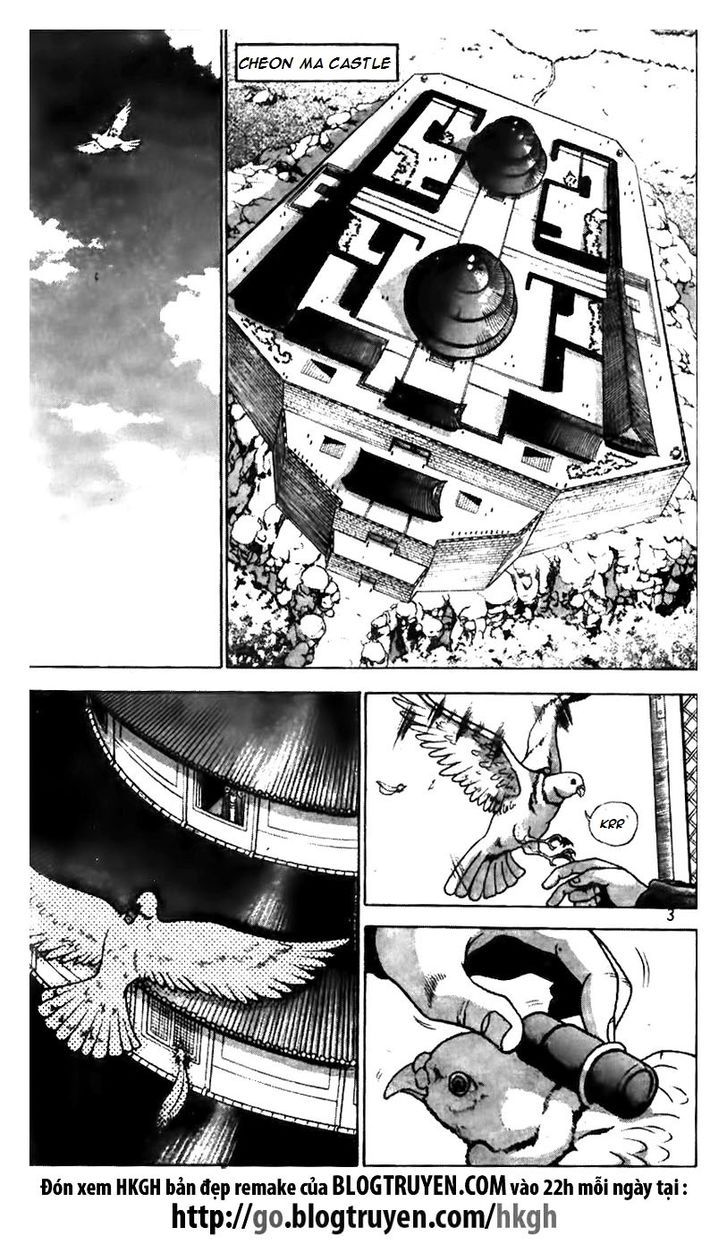 CHEON MA CASTLE
KRR
3
Đón xem HKGH bản đẹp remake của BLOGTRUYEN.COM vào 22h mỗi ngày tại :
http://go.blogtruyen.com/hkgh